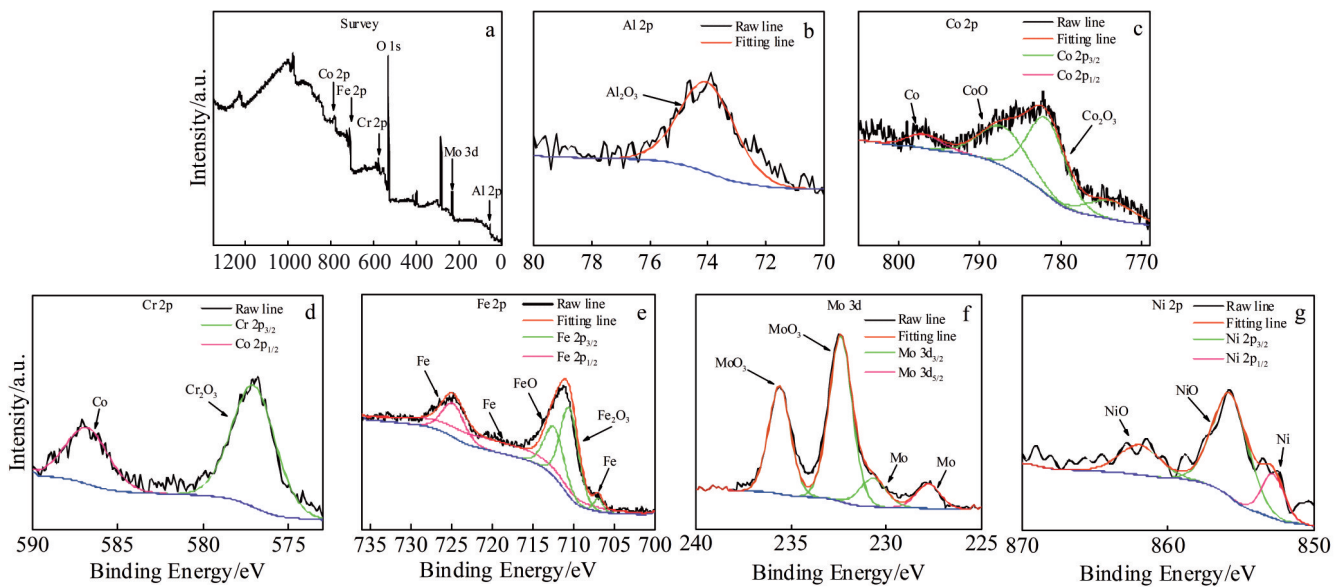 Survey
a
O 1s
Co 2p
Fe 2p
Cr 2p
Mo 3d
Al 2p
1200 1000 800 600 400 200 0
Intensity/a.u.
Al 2p
b
Raw line
Fitting line
Al₂O₃
80 78 76 74 72 70
Co 2p
c
Raw line
Fitting line
Co 2p₃/₂
Co 2p₁/₂
Co
CoO
Co₂O₃
800 790 780 770
Cr 2p
d
Raw line
Cr 2p₃/₂
Co 2p₁/₂
Cr₂O₃
Co
590 585 580 575
Intensity/a.u.
Binding Energy/eV
Fe 2p
e
Raw line
Fitting line
Fe 2p₃/₂
Fe 2p₁/₂
Fe
Fe
FeO
Fe₂O₃
Fe
735 725 720 715 710 705 700
Binding Energy/eV
Mo 3d
f
Raw line
Fitting line
Mo 3d₃/₂
Mo 3d₅/₂
MoO₃
MoO₃
Mo
Mo
240 235 230 225
Binding Energy/eV
Ni 2p
g
Raw line
Fitting line
Ni 2p₃/₂
Ni 2p₁/₂
NiO
NiO
Ni
870 860 850
Binding Energy/eV